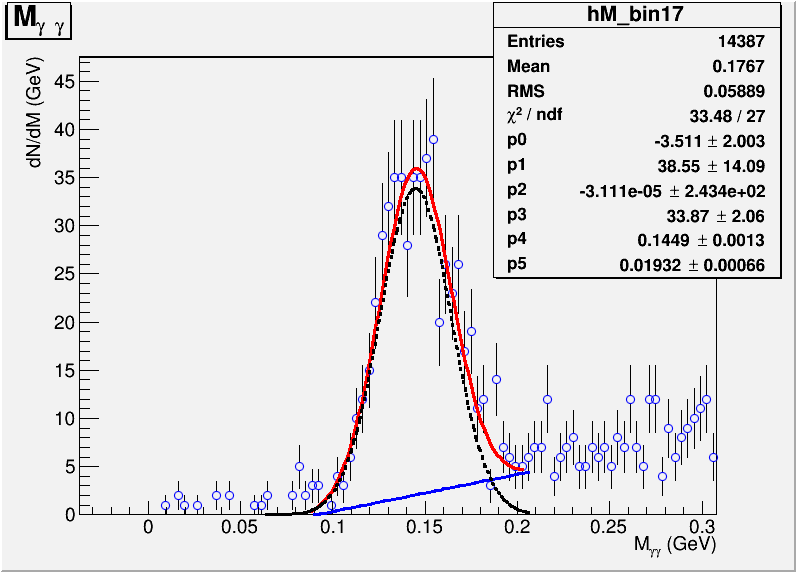 M γ γ
hM_bin17
Entries 14387
Mean 0.1767
RMS 0.05889
χ² / ndf 33.48 / 27
p0 -3.511 ± 2.003
p1 38.55 ± 14.09
p2 -3.111e-05 ± 2.434e+02
p3 33.87 ± 2.06
p4 0.1449 ± 0.0013
p5 0.01932 ± 0.00066
dN/dM (GeV)
45
40
35
30
25
20
15
10
5
0
0 0.05 0.1 0.15 0.2 0.25 0.3
M γγ (GeV)